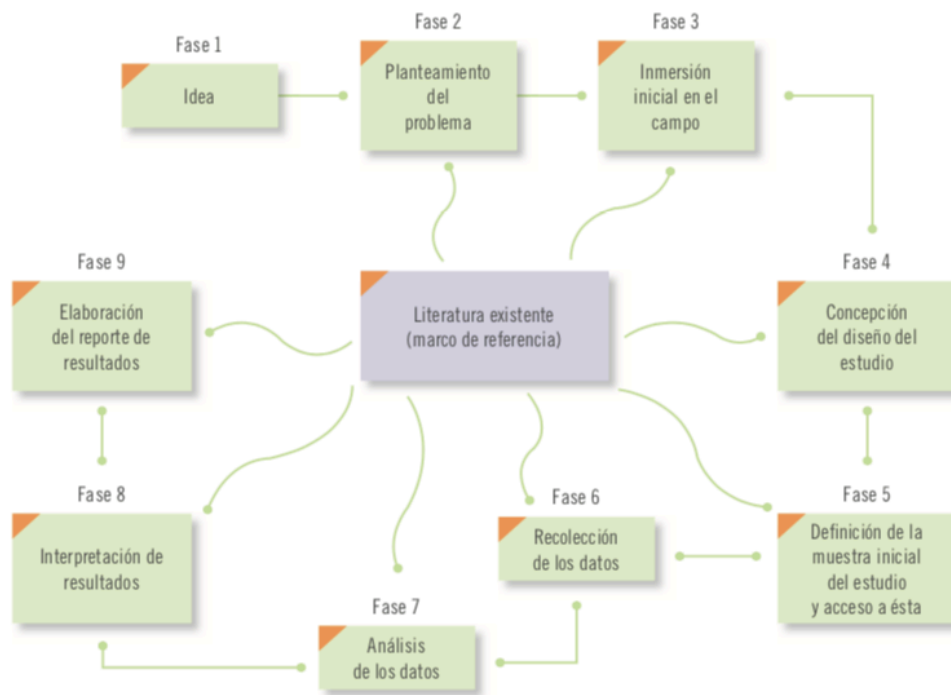 Fase 1
Idea
Fase 2
Planteamiento
del
problema
Fase 3
Inmersión
inicial en el
campo
Fase 4
Concepción
del diseño del
estudio
Fase 5
Definición de la
muestra inicial
del estudio
y acceso a ésta
Fase 6
Recolección
de los datos
Fase 7
Análisis
de los datos
Fase 8
Interpretación de
resultados
Fase 9
Elaboración
del reporte de
resultados
Literatura existente
(marco de referencia)